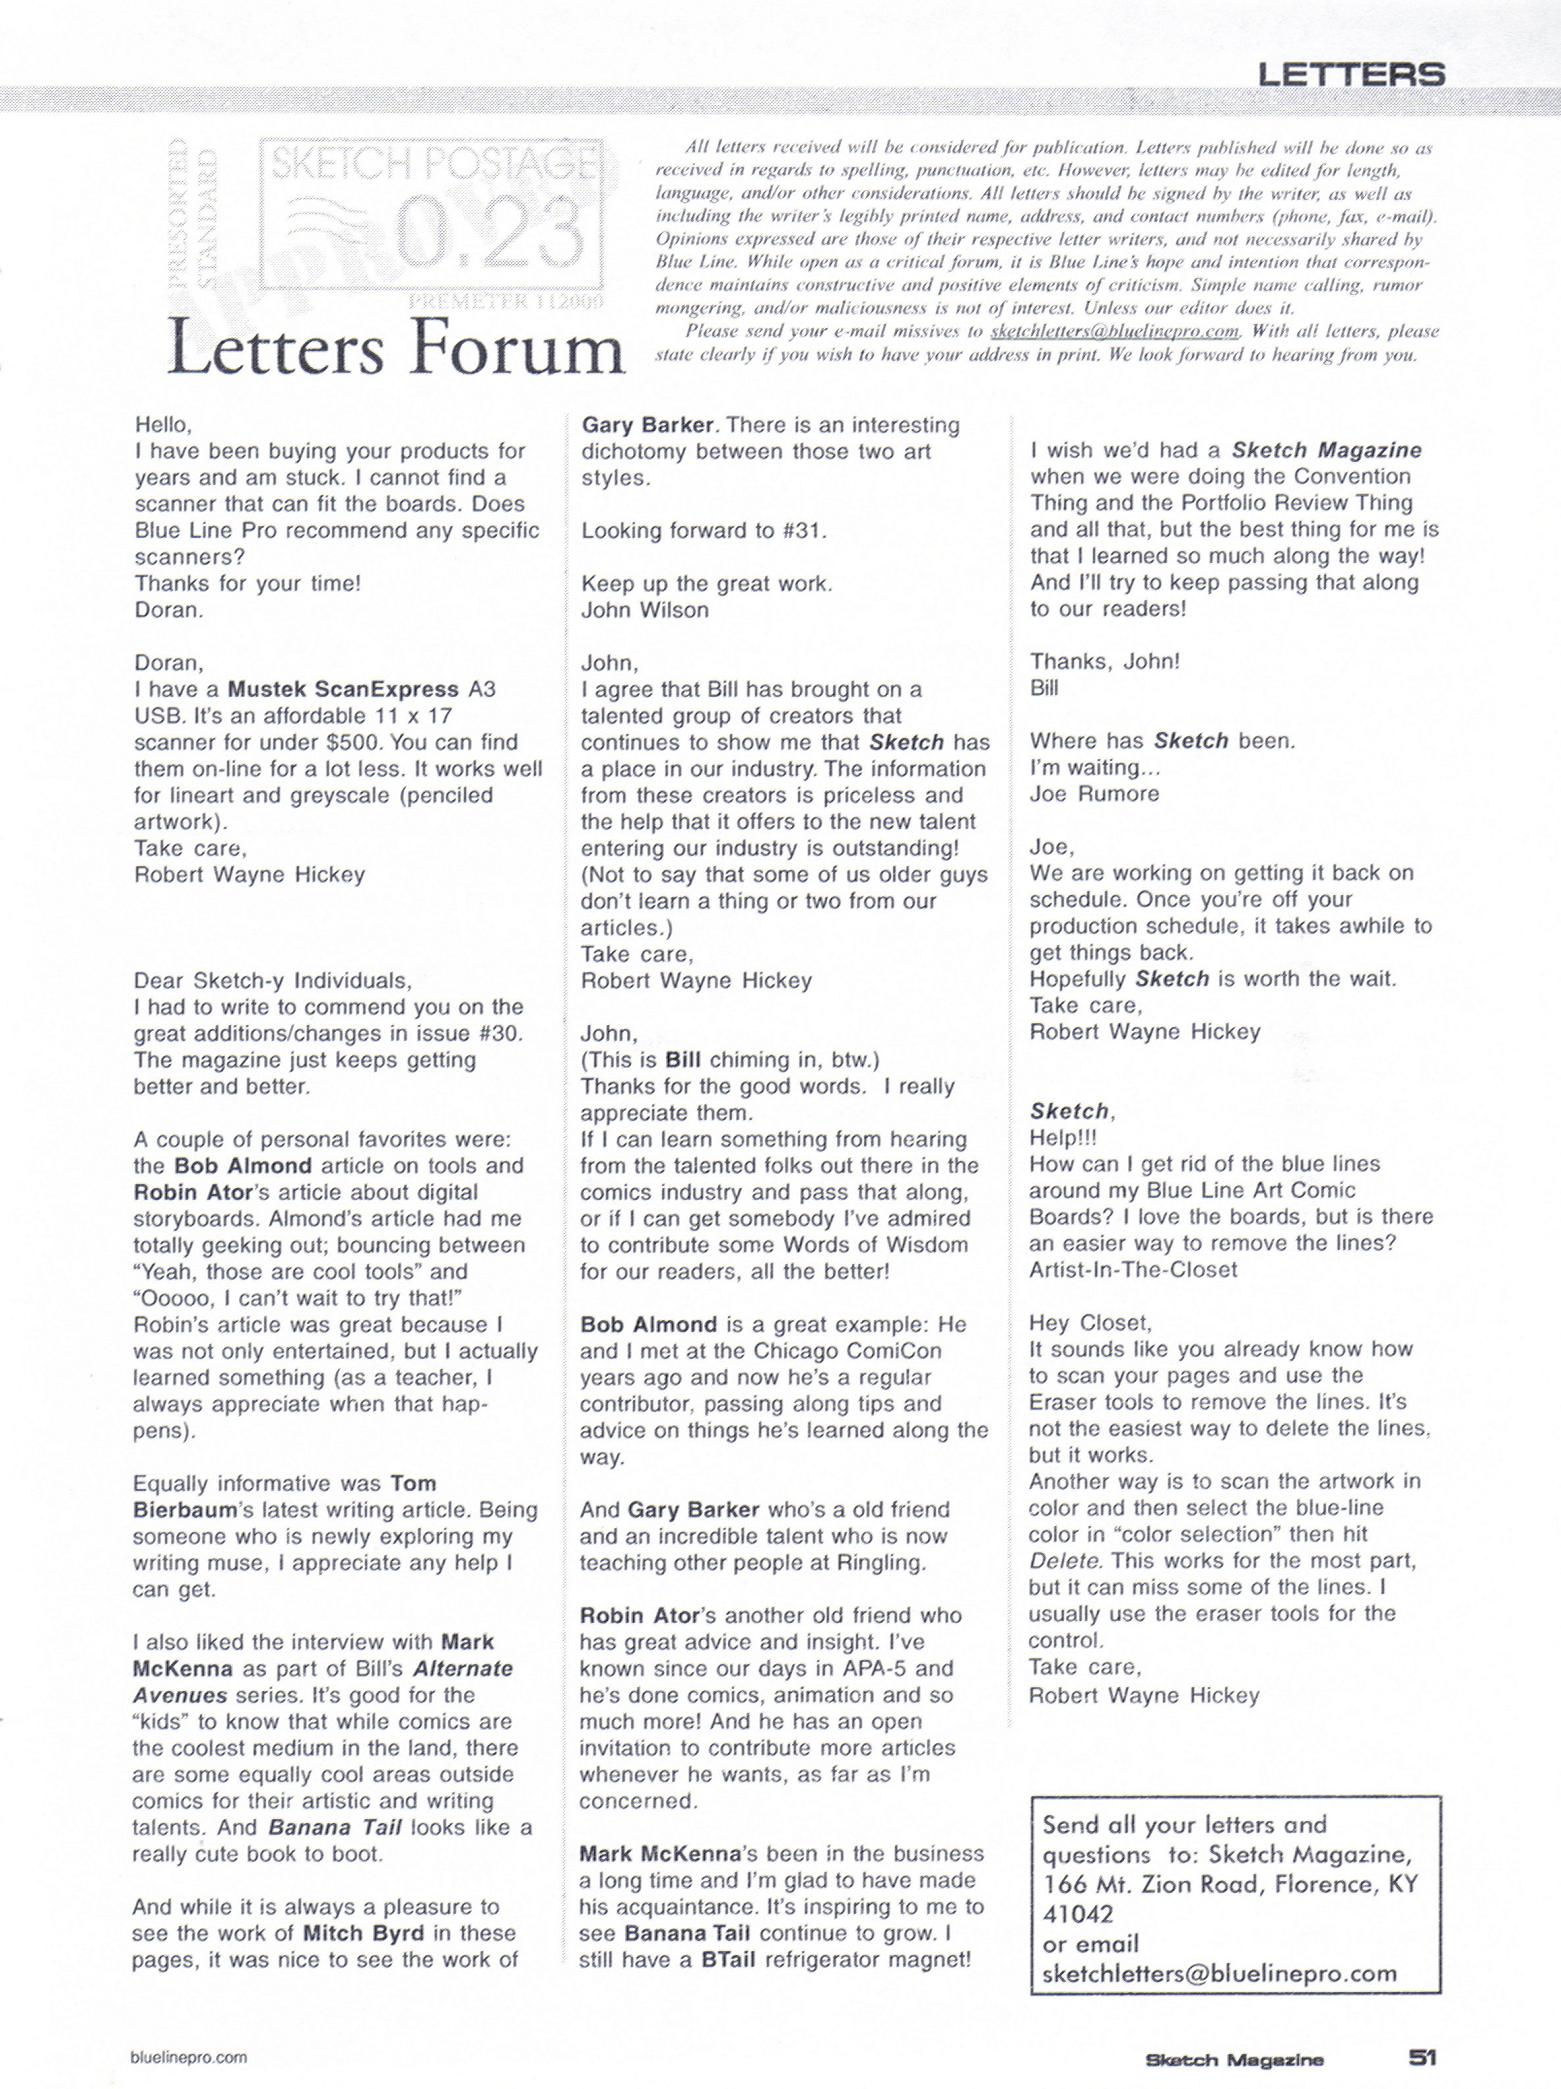 LETTERS
PRESORTED
STANDARD
SKETCH POSTAGE
0.23
APPROVED
PREMETER 112000
Letters Forum
All letters received will be considered for publication. Letters published will be done so as
received in regards to spelling, punctuation, etc. However, letters may be edited for length,
language, and/or other considerations. All letters should be signed by the writer, as well as
including the writer's legibly printed name, address, and contact numbers (phone, fax, e-mail).
Opinions expressed are those of their respective letter writers, and not necessarily shared by
Blue Line. While open as a critical forum, it is Blue Line's hope and intention that correspon-
dence maintains constructive and positive elements of criticism. Simple name calling, rumor
mongering, and/or maliciousness is not of interest. Unless our editor does it.
Please send your e-mail missives to sketchletters@bluelinepro.com. With all letters, please
state clearly if you wish to have your address in print. We look forward to hearing from you.
Hello,
I have been buying your products for
years and am stuck. I cannot find a
scanner that can fit the boards. Does
Blue Line Pro recommend any specific
scanners?
Thanks for your time!
Doran.
Doran,
I have a Mustek ScanExpress A3
USB. It's an affordable 11 x 17
scanner for under $500. You can find
them on-line for a lot less. It works well
for lineart and greyscale (penciled
artwork).
Take care,
Robert Wayne Hickey
Dear Sketch-y Individuals,
I had to write to commend you on the
great additions/changes in issue #30.
The magazine just keeps getting
better and better.
A couple of personal favorites were:
the Bob Almond article on tools and
Robin Ator's article about digital
storyboards. Almond's article had me
totally geeking out; bouncing between
“Yeah, those are cool tools” and
“Ooooo, I can't wait to try that!”
Robin's article was great because I
was not only entertained, but I actually
learned something (as a teacher, I
always appreciate when that hap-
pens).
Equally informative was Tom
Bierbaum's latest writing article. Being
someone who is newly exploring my
writing muse, I appreciate any help I
can get.
I also liked the interview with Mark
McKenna as part of Bill's Alternate
Avenues series. It's good for the
“kids” to know that while comics are
the coolest medium in the land, there
are some equally cool areas outside
comics for their artistic and writing
talents. And Banana Tail looks like a
really cute book to boot.
And while it is always a pleasure to
see the work of Mitch Byrd in these
pages, it was nice to see the work of
Gary Barker. There is an interesting
dichotomy between those two art
styles.
Looking forward to #31.
Keep up the great work.
John Wilson
John,
I agree that Bill has brought on a
talented group of creators that
continues to show me that Sketch has
a place in our industry. The information
from these creators is priceless and
the help that it offers to the new talent
entering our industry is outstanding!
(Not to say that some of us older guys
don't learn a thing or two from our
articles.)
Take care,
Robert Wayne Hickey
John,
(This is Bill chiming in, btw.)
Thanks for the good words. I really
appreciate them.
If I can learn something from hearing
from the talented folks out there in the
comics industry and pass that along,
or if I can get somebody I've admired
to contribute some Words of Wisdom
for our readers, all the better!
Bob Almond is a great example: He
and I met at the Chicago ComiCon
years ago and now he's a regular
contributor, passing along tips and
advice on things he's learned along the
way.
And Gary Barker who's a old friend
and an incredible talent who is now
teaching other people at Ringling.
Robin Ator's another old friend who
has great advice and insight. I've
known since our days in APA-5 and
he's done comics, animation and so
much more! And he has an open
invitation to contribute more articles
whenever he wants, as far as I'm
concerned.
Mark McKenna's been in the business
a long time and I'm glad to have made
his acquaintance. It's inspiring to me to
see Banana Tail continue to grow. I
still have a BTail refrigerator magnet!
I wish we'd had a Sketch Magazine
when we were doing the Convention
Thing and the Portfolio Review Thing
and all that, but the best thing for me is
that I learned so much along the way!
And I'll try to keep passing that along
to our readers!
Thanks, John!
Bill
Where has Sketch been.
I'm waiting...
Joe Rumore
Joe,
We are working on getting it back on
schedule. Once you're off your
production schedule, it takes awhile to
get things back.
Hopefully Sketch is worth the wait.
Take care,
Robert Wayne Hickey
Sketch,
Help!!!
How can I get rid of the blue lines
around my Blue Line Art Comic
Boards? I love the boards, but is there
an easier way to remove the lines?
Artist-In-The-Closet
Hey Closet,
It sounds like you already know how
to scan your pages and use the
Eraser tools to remove the lines. It's
not the easiest way to delete the lines,
but it works.
Another way is to scan the artwork in
color and then select the blue-line
color in “color selection” then hit
Delete. This works for the most part,
but it can miss some of the lines. I
usually use the eraser tools for the
control.
Take care,
Robert Wayne Hickey
Send all your letters and
questions to: Sketch Magazine,
166 Mt. Zion Road, Florence, KY
41042
or email
sketchletters@bluelinepro.com
bluelinepro.com
Sketch Magazine
51